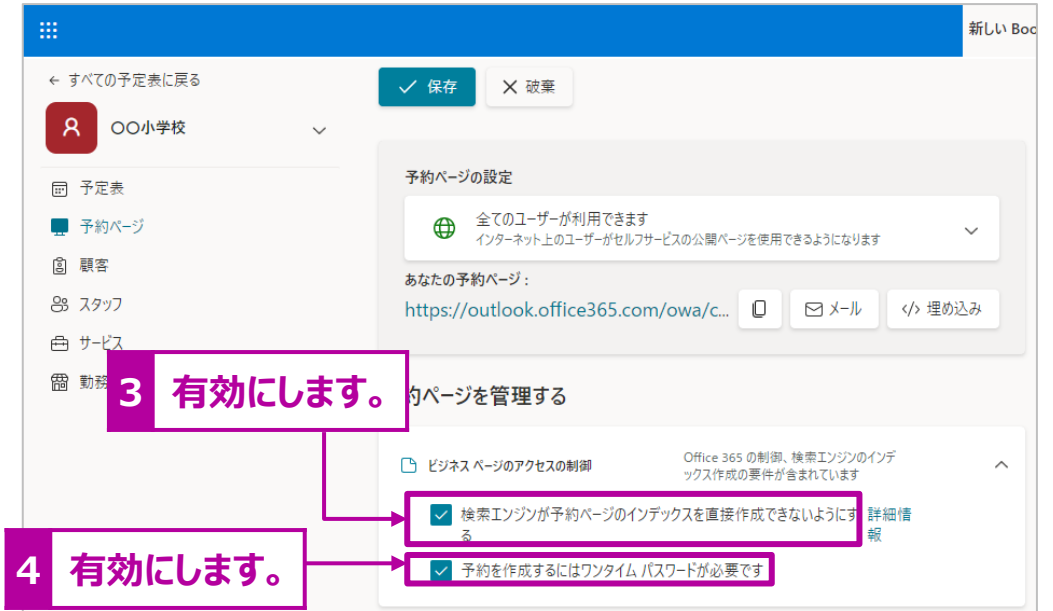 新しい Boo
← すべての予定表に戻る
保存
破棄
〇〇小学校
予約ページの設定
予定表
全てのユーザーが利用できます
予約ページ
インターネット上のユーザーがセルフサービスの公開ページを使用できるようになります
顧客
あなたの予約ページ :
スタッフ
https://outlook.office365.com/owa/c...
メール
</> 埋め込み
サービス
勤務
3 有効にします。
約ページを管理する
ビジネス ページのアクセスの制御
Office 365 の制御、検索エンジンのインデ
ックス作成の要件が含まれています
検索エンジンが予約ページのインデックスを直接作成できないようにす
る
詳細情
報
4 有効にします。
予約を作成するにはワンタイム パスワードが必要です